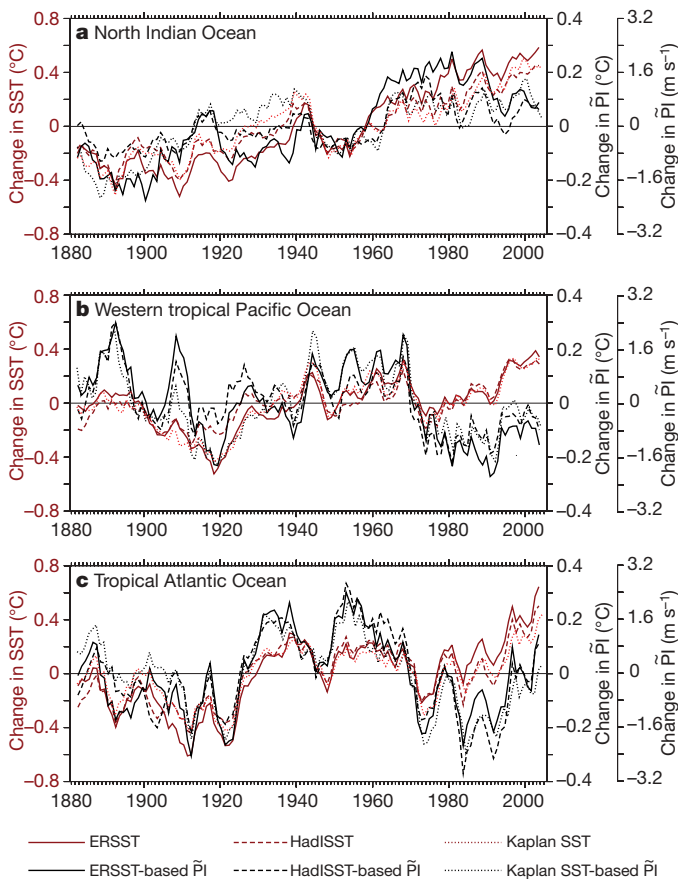 a North Indian Ocean
Change in SST (°C)
0.8
0.4
0
–0.4
–0.8
0.4
0.2
0
–0.2
–0.4
Change in P̃I (°C)
3.2
1.6
0
–1.6
–3.2
Change in P̃I (m s⁻¹)
1880 1900 1920 1940 1960 1980 2000
b Western tropical Pacific Ocean
Change in SST (°C)
0.8
0.4
0
–0.4
–0.8
0.4
0.2
0
–0.2
–0.4
Change in P̃I (°C)
3.2
1.6
0
–1.6
–3.2
Change in P̃I (m s⁻¹)
1880 1900 1920 1940 1960 1980 2000
c Tropical Atlantic Ocean
Change in SST (°C)
0.8
0.4
0
–0.4
–0.8
0.4
0.2
0
–0.2
–0.4
Change in P̃I (°C)
3.2
1.6
0
–1.6
–3.2
Change in P̃I (m s⁻¹)
1880 1900 1920 1940 1960 1980 2000
ERSST HadISST Kaplan SST
ERSST-based P̃I HadISST-based P̃I Kaplan SST-based P̃I